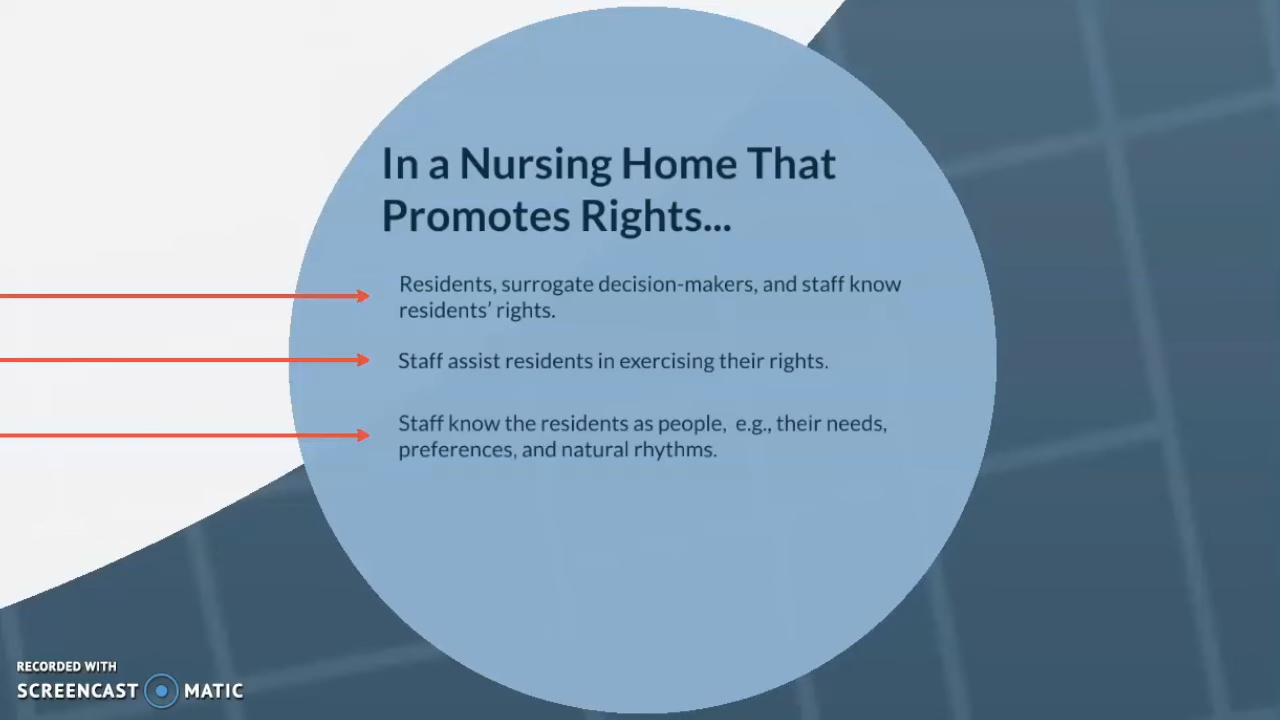 In a Nursing Home That
Promotes Rights...
Residents, surrogate decision-makers, and staff know
residents’ rights.
Staff assist residents in exercising their rights.
Staff know the residents as people,  e.g., their needs,
preferences, and natural rhythms.
RECORDED WITH
SCREENCAST MATIC